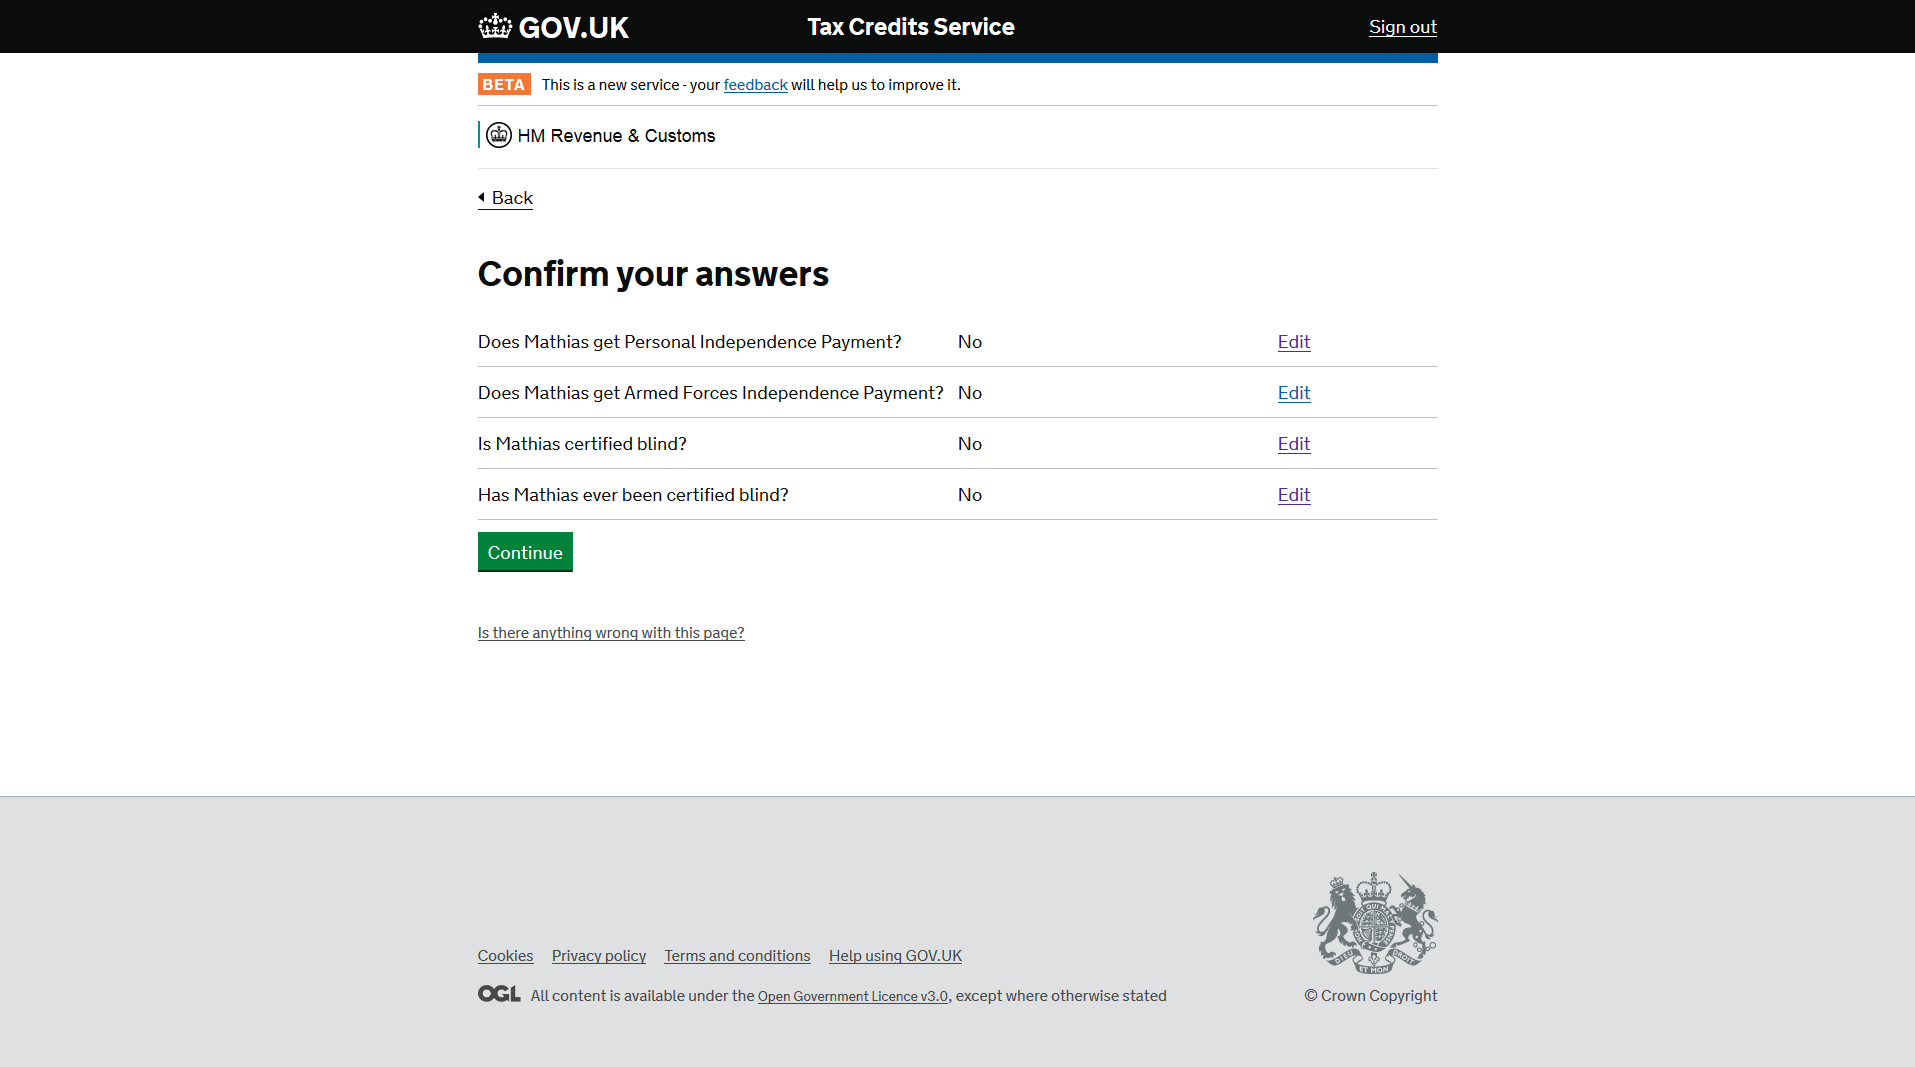 GOV.UK Tax Credits Service Sign out
BETA This is a new service - your feedback will help us to improve it.
HM Revenue & Customs
Back
Confirm your answers
Does Mathias get Personal Independence Payment? No Edit
Does Mathias get Armed Forces Independence Payment? No Edit
Is Mathias certified blind? No Edit
Has Mathias ever been certified blind? No Edit
Continue
Is there anything wrong with this page?
DIEU ET MON DROIT
Cookies Privacy policy Terms and conditions Help using GOV.UK
OGL All content is available under the Open Government Licence v3.0, except where otherwise stated © Crown Copyright